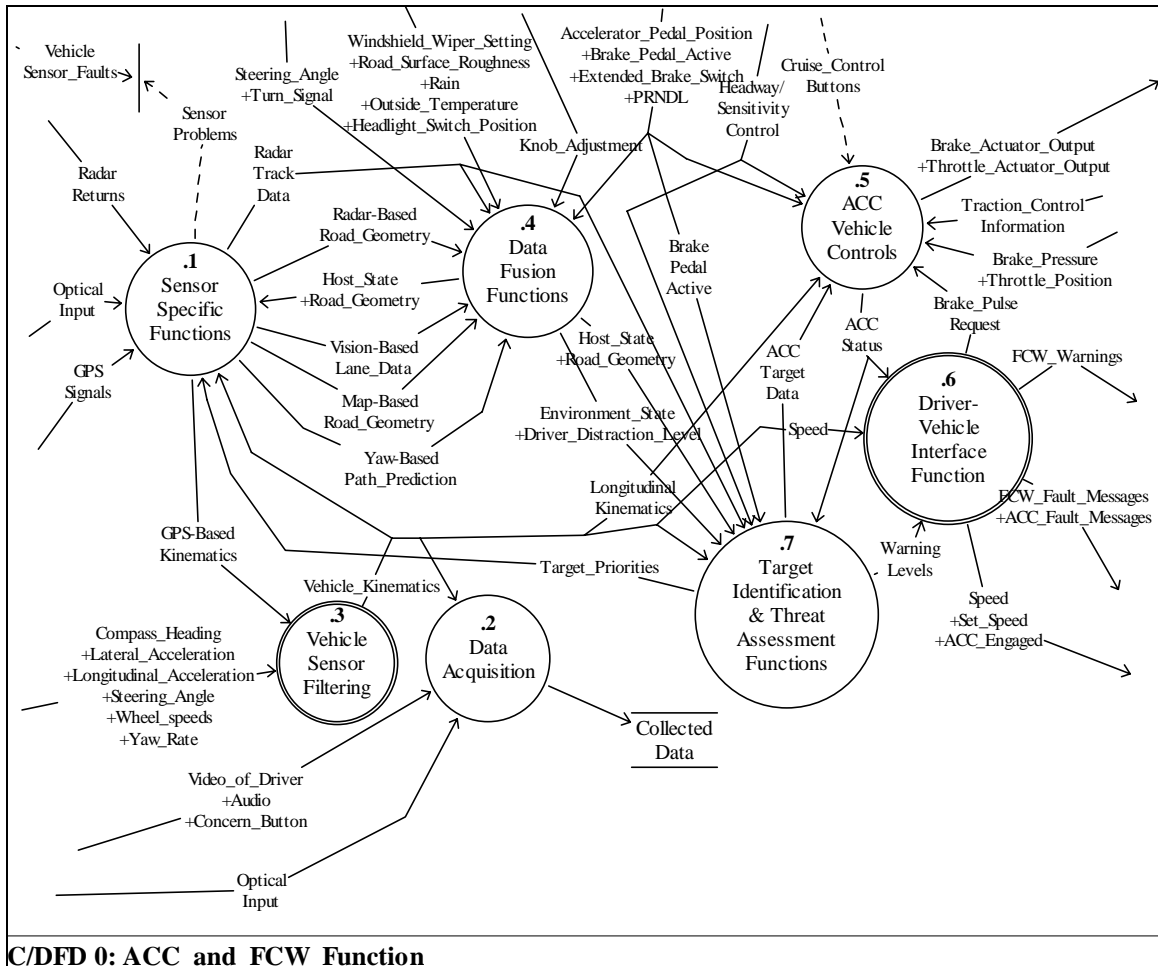 Vehicle
Sensor_Faults
Sensor
Problems
Steering_Angle
+Turn_Signal
Windshield_Wiper_Setting
+Road_Surface_Roughness
+Rain
+Outside_Temperature
+Headlight_Switch_Position
Knob_Adjustment
Accelerator_Pedal_Position
+Brake_Pedal_Active
+Extended_Brake_Switch
+PRNDL
Headway/
Sensitivity
Control
Cruise_Control
Buttons
Brake_Actuator_Output
+Throttle_Actuator_Output
Traction_Control
Information
Brake_Pressure
+Throttle_Position
Brake_Pulse
Request
Radar
Returns
Radar
Track
Data
Optical
Input
GPS
Signals
.1
Sensor
Specific
Functions
Radar-Based
Road_Geometry
Host_State
+Road_Geometry
Vision-Based
Lane_Data
Map-Based
Road_Geometry
Yaw-Based
Path_Prediction
.4
Data
Fusion
Functions
Host_State
+Road_Geometry
Environment_State
+Driver_Distraction_Level
Brake
Pedal
Active
ACC
Target
Data
.5
ACC
Vehicle
Controls
ACC
Status
FCW_Warnings
.6
Driver-
Vehicle
Interface
Function
Speed
Longitudinal
Kinematics
FCW_Fault_Messages
+ACC_Fault_Messages
Warning
Levels
Speed
+Set_Speed
+ACC_Engaged
GPS-Based
Kinematics
Vehicle_Kinematics
Target_Priorities
.7
Target
Identification
& Threat
Assessment
Functions
Compass_Heading
+Lateral_Acceleration
+Longitudinal_Acceleration
+Steering_Angle
+Wheel_speeds
+Yaw_Rate
.3
Vehicle
Sensor
Filtering
.2
Data
Acquisition
Collected
Data
Video_of_Driver
+Audio
+Concern_Button
Optical
Input
C/DFD 0: ACC and FCW Function